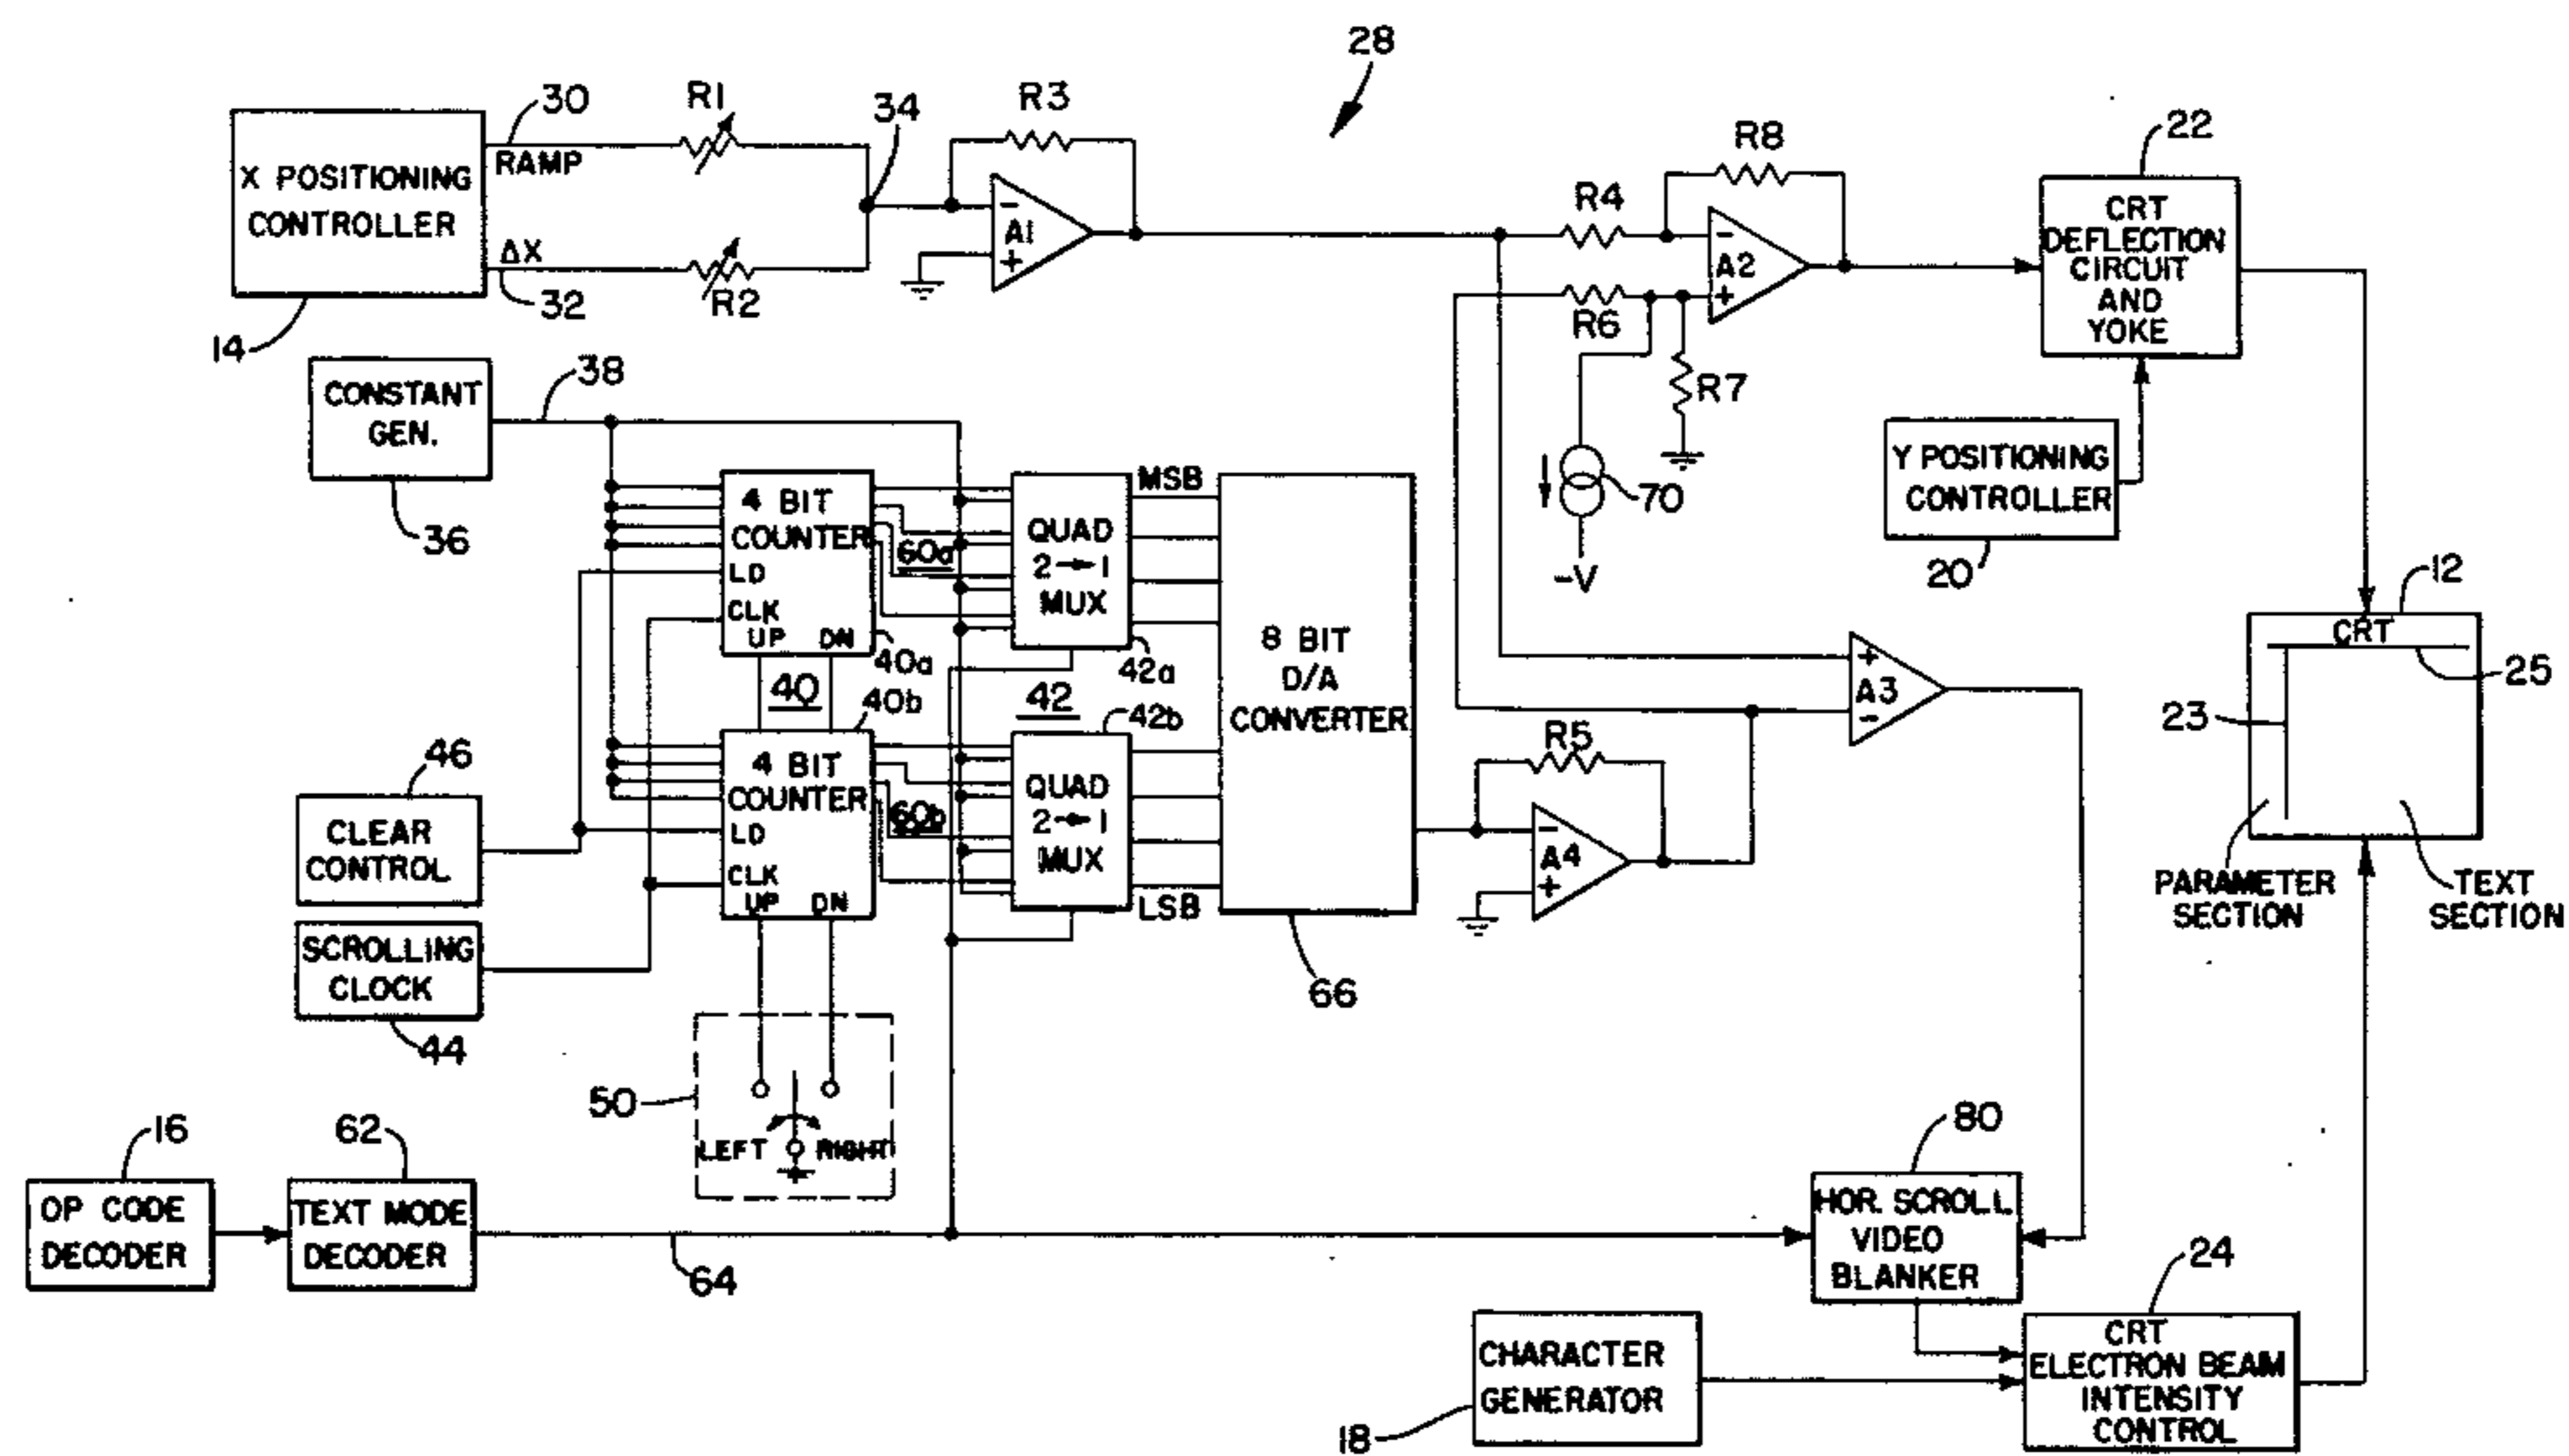 28
30
R1
34
R3
RAMP
X POSITIONING
CONTROLLER
ΔX
32
R2
14
A1
-
+
R8
22
R4
-
A2
+
R6
R7
CRT
DEFLECTION
CIRCUIT
AND
YOKE
CONSTANT
GEN.
38
36
70
-V
Y POSITIONING
CONTROLLER
20
4 BIT
COUNTER
LD
CLK
UP DN
40a
60a
QUAD
2→1
MUX
42a
MSB
8 BIT
D/A
CONVERTER
66
40
40b
42
42b
4 BIT
COUNTER
LD
CLK
UP DN
60b
QUAD
2→1
MUX
LSB
+
A3
-
R5
-
A4
+
12
CRT
25
23
PARAMETER
SECTION
TEXT
SECTION
46
CLEAR
CONTROL
SCROLLING
CLOCK
44
50
LEFT RIGHT
16
OP CODE
DECODER
62
TEXT MODE
DECODER
64
80
HOR. SCROLL
VIDEO
BLANKER
24
CHARACTER
GENERATOR
18
CRT
ELECTRON BEAM
INTENSITY
CONTROL